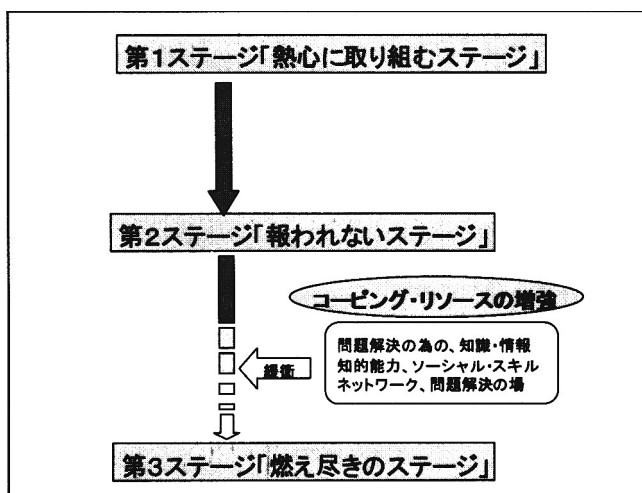 第1ステージ「熱心に取り組むステージ」
第2ステージ「報われないステージ」
コーピング・リソースの増強
問題解決の為の、知識・情報
知的能力、ソーシャル・スキル
ネットワーク、問題解決の場
緩衝
第3ステージ「燃え尽きのステージ」